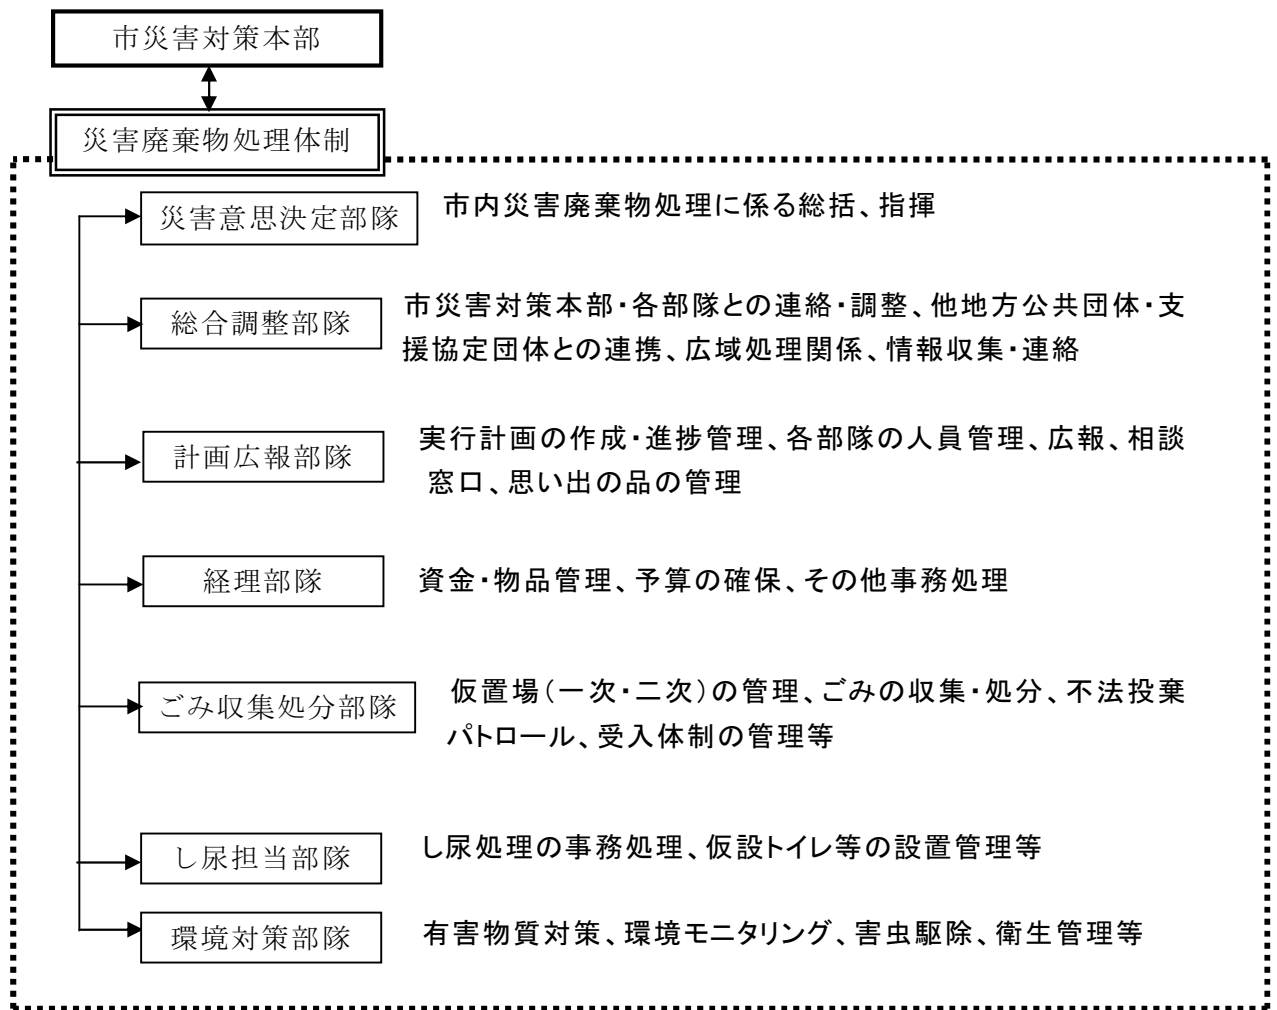 市災害対策本部
災害廃棄物処理体制
災害意思決定部隊
市内災害廃棄物処理に係る総括、指揮
総合調整部隊
市災害対策本部・各部隊との連絡・調整、他地方公共団体・支
援協定団体との連携、広域処理関係、情報収集・連絡
計画広報部隊
実行計画の作成・進捗管理、各部隊の人員管理、広報、相談
窓口、思い出の品の管理
経理部隊
資金・物品管理、予算の確保、その他事務処理
ごみ収集処分部隊
仮置場(一次・二次)の管理、ごみの収集・処分、不法投棄
パトロール、受入体制の管理等
し尿担当部隊
し尿処理の事務処理、仮設トイレ等の設置管理等
環境対策部隊
有害物質対策、環境モニタリング、害虫駆除、衛生管理等